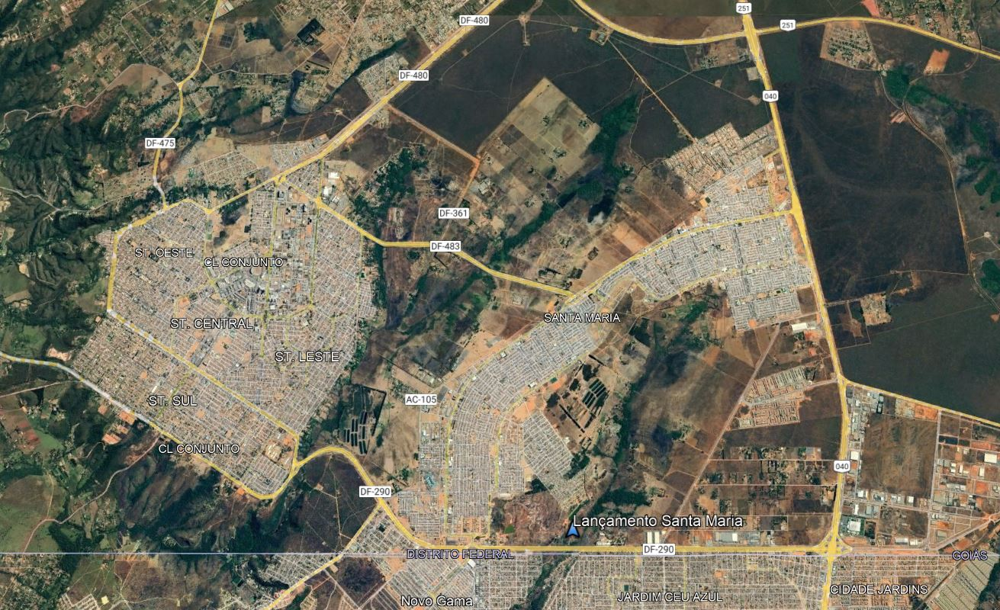 251
DF-480
251
DF-480
040
DF-475
DF-361
DF-483
ST. OESTE
CL CONJUNTO
SANTA MARIA
ST. CENTRAL
ST. LESTE
ST. SUL
AC-105
CL CONJUNTO
040
DF-290
Lançamento Santa Maria
DF-290
DISTRITO FEDERAL
GOIÁS
CIDADE JARDINS
JARDIM CEU AZUL
Novo Gama